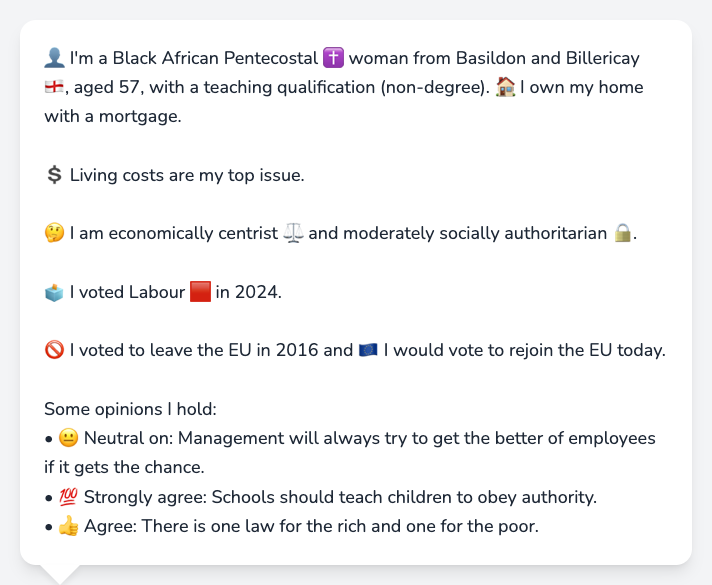 👤 I'm a Black African Pentecostal ✝️ woman from Basildon and Billericay
🏴󠁧󠁢󠁥󠁮󠁧󠁿, aged 57, with a teaching qualification (non-degree). 🏠 I own my home
with a mortgage.
💲 Living costs are my top issue.
🤔 I am economically centrist ⚖️ and moderately socially authoritarian 🔒.
🗳️ I voted Labour 🟥 in 2024.
🚫 I voted to leave the EU in 2016 and 🇪🇺 I would vote to rejoin the EU today.
Some opinions I hold:
• 😐 Neutral on: Management will always try to get the better of employees
if it gets the chance.
• 💯 Strongly agree: Schools should teach children to obey authority.
• 👍 Agree: There is one law for the rich and one for the poor.